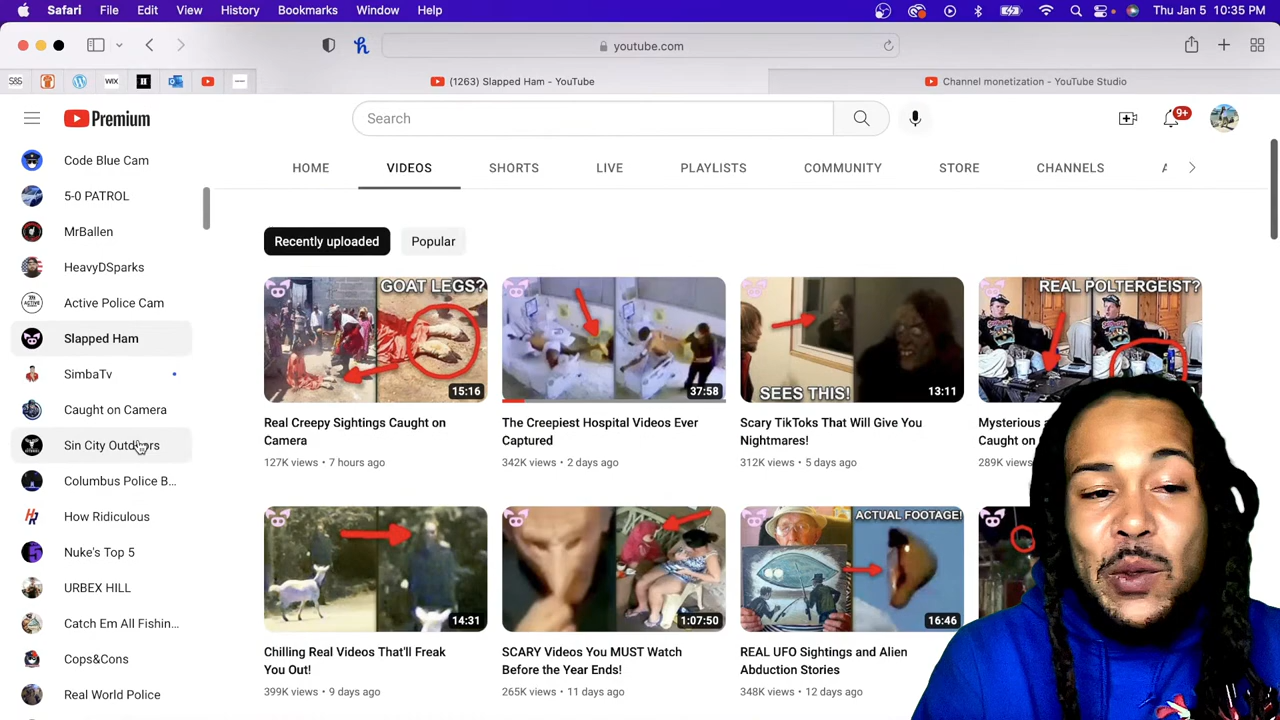 Safari File Edit View History Bookmarks Window Help Thu Jan 5 10:35 PM
youtube.com
S&S WIX (1263) Slapped Ham - YouTube Channel monetization - YouTube Studio
Premium Search 9+
HOME VIDEOS SHORTS LIVE PLAYLISTS COMMUNITY STORE CHANNELS
Code Blue Cam
5-0 PATROL
MrBallen
HeavyDSparks
Active Police Cam
Slapped Ham
SimbaTv
Caught on Camera
Sin City Outdoors
Columbus Police B...
How Ridiculous
Nuke's Top 5
URBEX HILL
Catch Em All Fishin...
Cops&Cons
Real World Police
Recently uploaded Popular
GOAT LEGS?
15:16
Real Creepy Sightings Caught on
Camera
127K views • 7 hours ago
37:58
The Creepiest Hospital Videos Ever
Captured
342K views • 2 days ago
SEES THIS!
13:11
Scary TikToks That Will Give You
Nightmares!
312K views • 5 days ago
REAL POLTERGEIST?
Mysterious
Caught on
289K views
14:31
Chilling Real Videos That'll Freak
You Out!
399K views • 9 days ago
1:07:50
SCARY Videos You MUST Watch
Before the Year Ends!
265K views • 11 days ago
ACTUAL FOOTAGE!
16:46
REAL UFO Sightings and Alien
Abduction Stories
348K views • 12 days ago